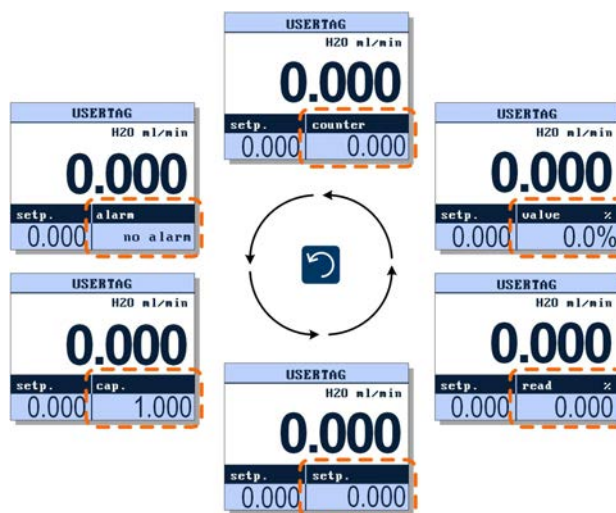 USERTAG
H2O ml/min
0.000
setp. counter
0.000 0.000
USERTAG
H2O ml/min
0.000
setp. alarm
0.000 no alarm
USERTAG
H2O ml/min
0.000
setp. valve %
0.000 0.0%
USERTAG
H2O ml/min
0.000
setp. cap.
0.000 1.000
USERTAG
H2O ml/min
0.000
setp. read %
0.000 0.000
USERTAG
H2O ml/min
0.000
setp. setp.
0.000 0.000